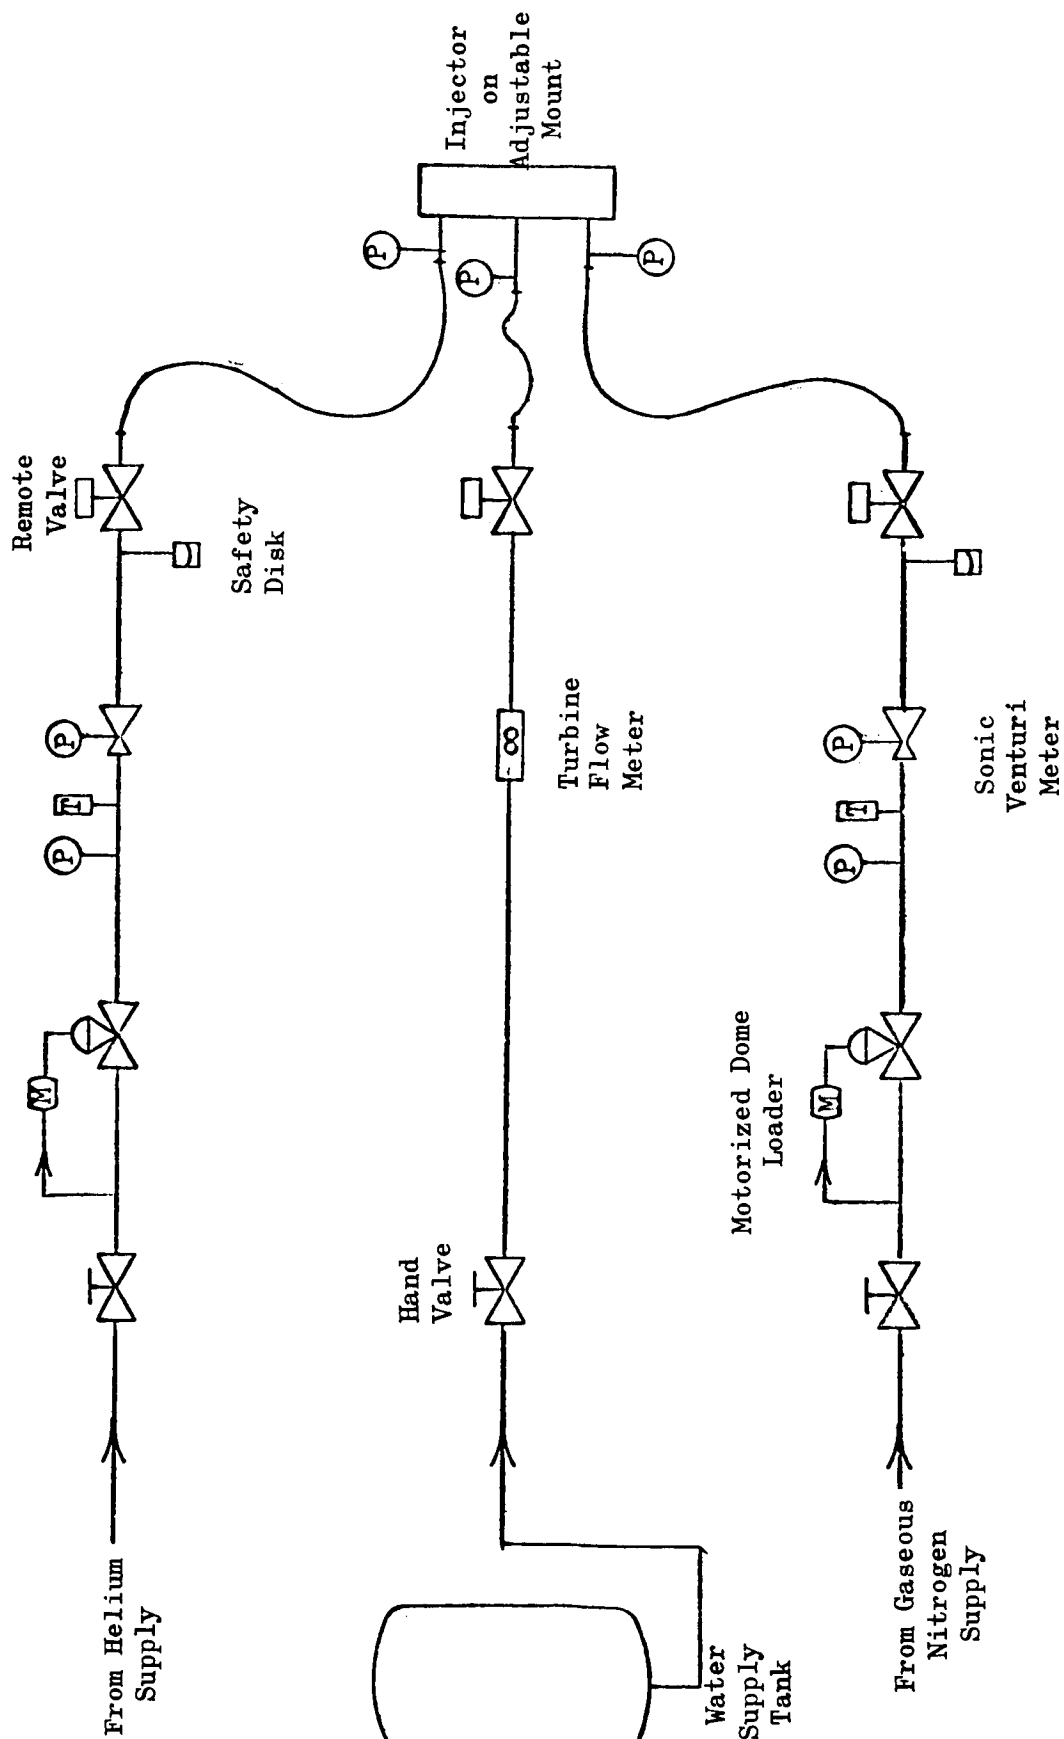 Injector
on
Adjustable
Mount
P
P
P
Remote
Valve
Safety
Disk
P
T
P
Turbine
Flow
Meter
8
P
T
P
Sonic
Venturi
Meter
M
Motorized Dome
Loader
M
Hand
Valve
From Helium
Supply
Water
Supply
Tank
From Gaseous
Nitrogen
Supply